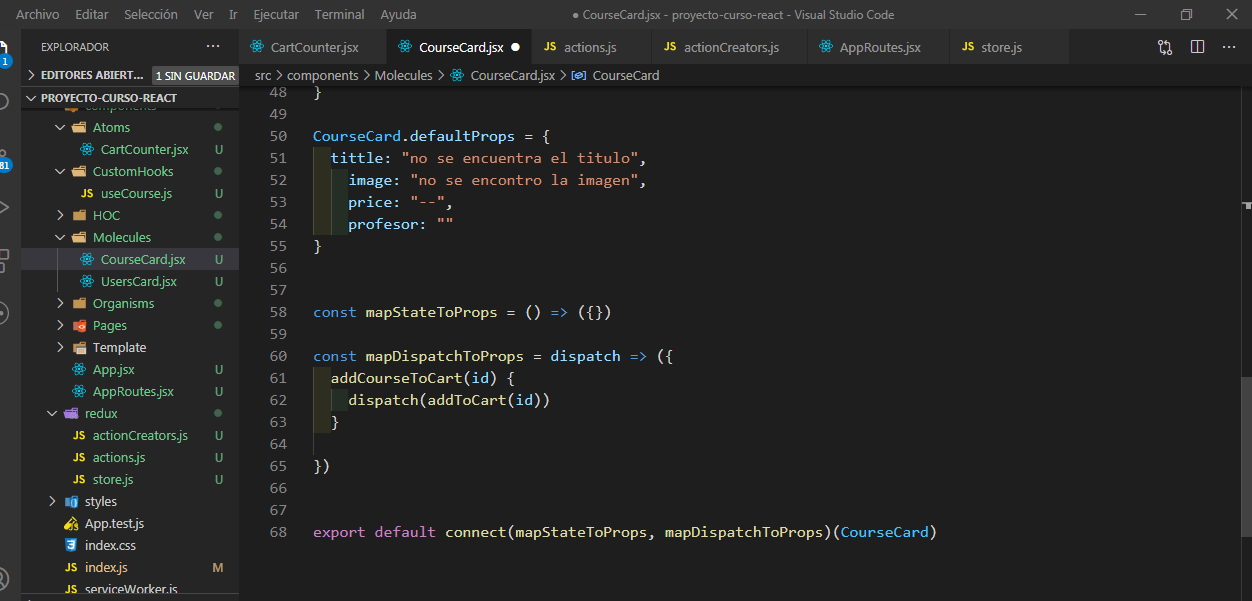 Archivo Editar Selección Ver Ir Ejecutar Terminal Ayuda
● CourseCard.jsx - proyecto-curso-react - Visual Studio Code
EXPLORADOR ···
CartCounter.jsx CourseCard.jsx ● JS actions.js JS actionCreators.js AppRoutes.jsx JS store.js ···
EDITORES ABIERT... 1 SIN GUARDAR
src > components > Molecules > CourseCard.jsx > CourseCard
PROYECTO-CURSO-REACT
components
Atoms
CartCounter.jsx U
CustomHooks
JS useCourse.js U
HOC
Molecules
CourseCard.jsx U
UsersCard.jsx U
Organisms
Pages
Template
App.jsx U
AppRoutes.jsx U
redux
JS actionCreators.js U
JS actions.js U
JS store.js U
styles
App.test.js
index.css
JS index.js M
JS serviceWorker.js
1
81
48 }
49
50 CourseCard.defaultProps = {
51 tittle: "no se encuentra el titulo",
52 image: "no se encontro la imagen",
53 price: "--",
54 profesor: ""
55 }
56
57
58 const mapStateToProps = () => ({})
59
60 const mapDispatchToProps = dispatch => ({
61 addCourseToCart(id) {
62 dispatch(addToCart(id))
63 }
64
65 })
66
67
68 export default connect(mapStateToProps, mapDispatchToProps)(CourseCard)